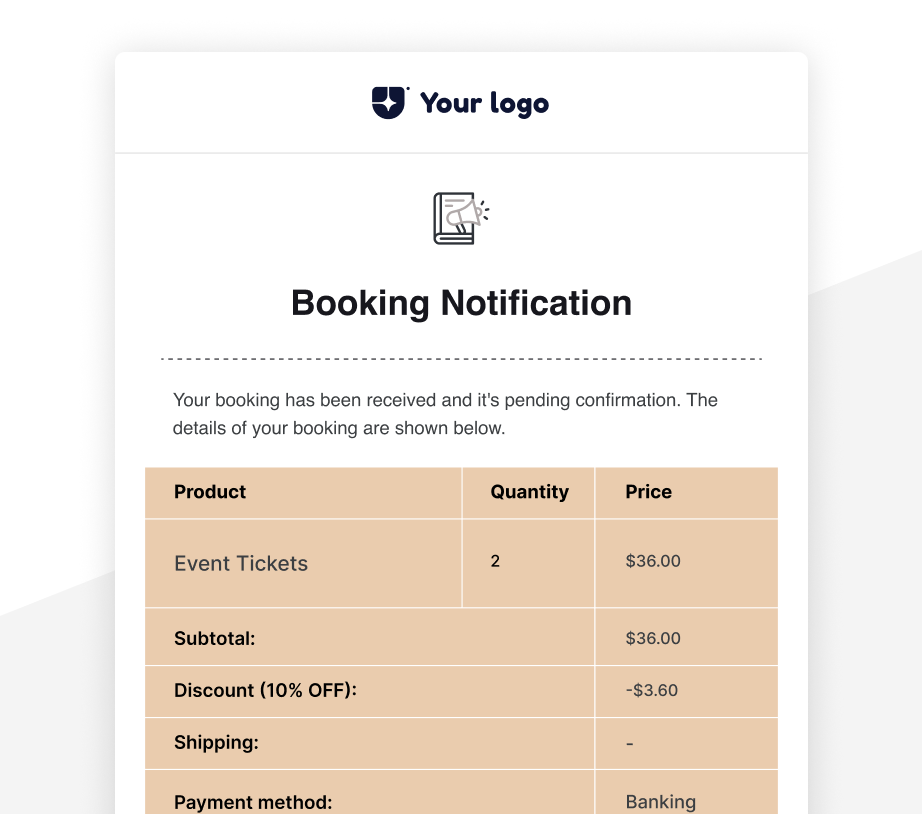 Your logo
Booking Notification
Your booking has been received and it's pending confirmation. The
details of your booking are shown below.
Product Quantity Price
Event Tickets 2 $36.00
Subtotal: $36.00
Discount (10% OFF): -$3.60
Shipping: -
Payment method: Banking